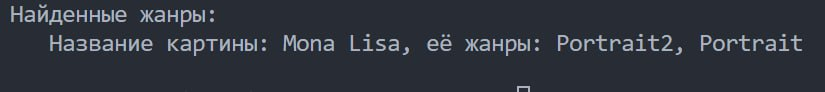 Найденные жанры:
Название картины: Mona Lisa, её жанры: Portrait2, Portrait